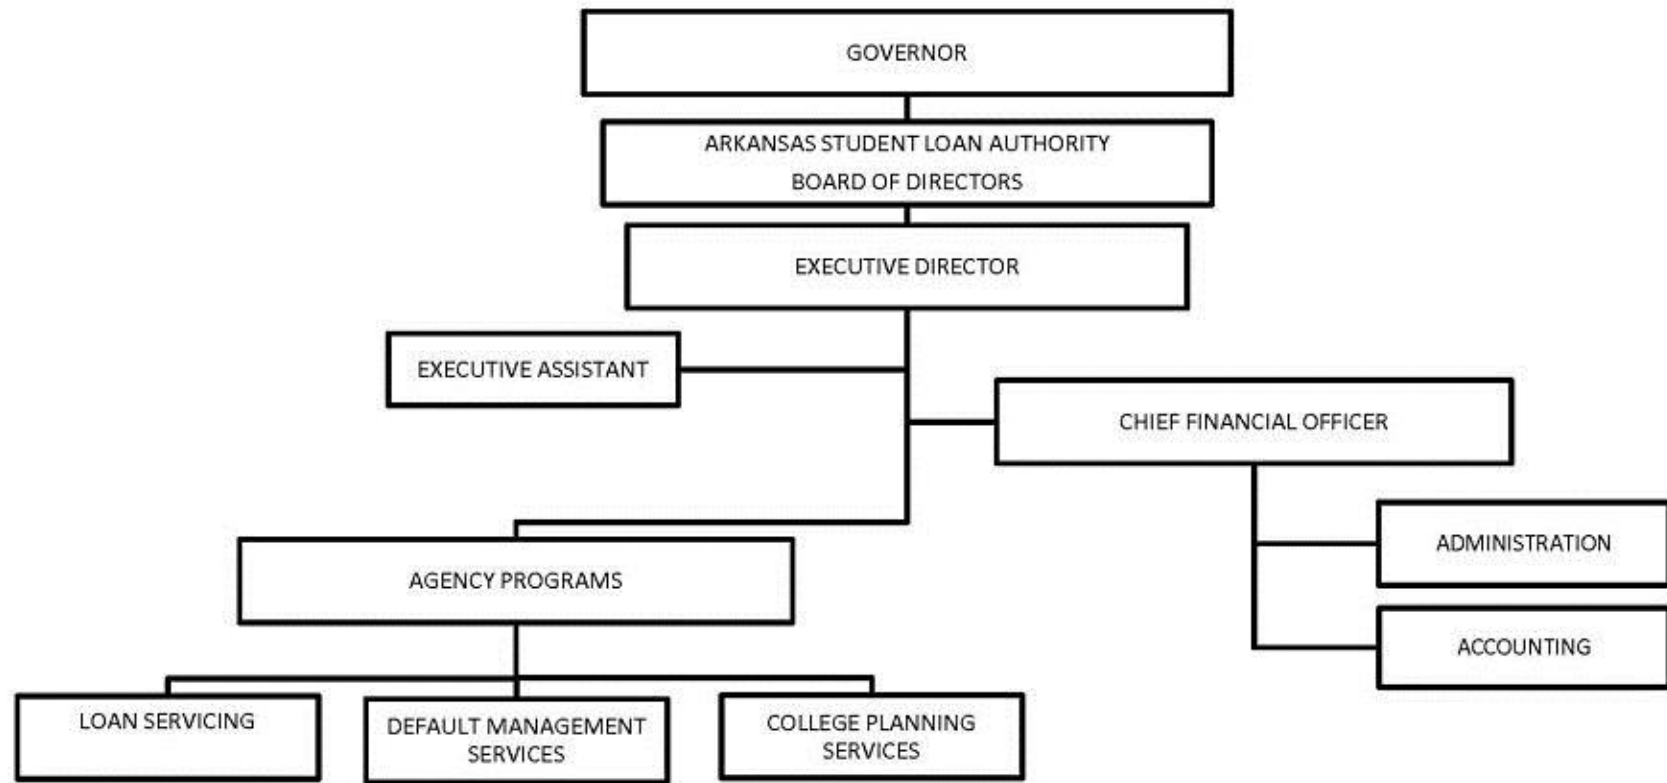 GOVERNOR
ARKANSAS STUDENT LOAN AUTHORITY
BOARD OF DIRECTORS
EXECUTIVE DIRECTOR
EXECUTIVE ASSISTANT
CHIEF FINANCIAL OFFICER
ADMINISTRATION
AGENCY PROGRAMS
ACCOUNTING
LOAN SERVICING
DEFAULT MANAGEMENT
SERVICES
COLLEGE PLANNING
SERVICES